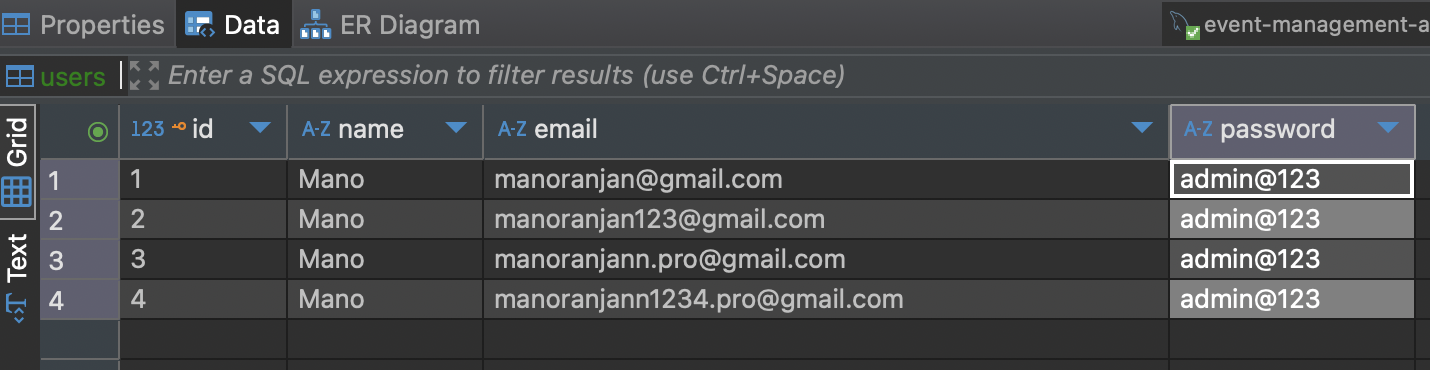 Properties Data ER Diagram event-management-a
users Enter a SQL expression to filter results (use Ctrl+Space)
Grid
Text
123 id A-Z name A-Z email A-Z password
1 1 Mano manoranjan@gmail.com admin@123
2 2 Mano manoranjan123@gmail.com admin@123
3 3 Mano manoranjann.pro@gmail.com admin@123
4 4 Mano manoranjann1234.pro@gmail.com admin@123